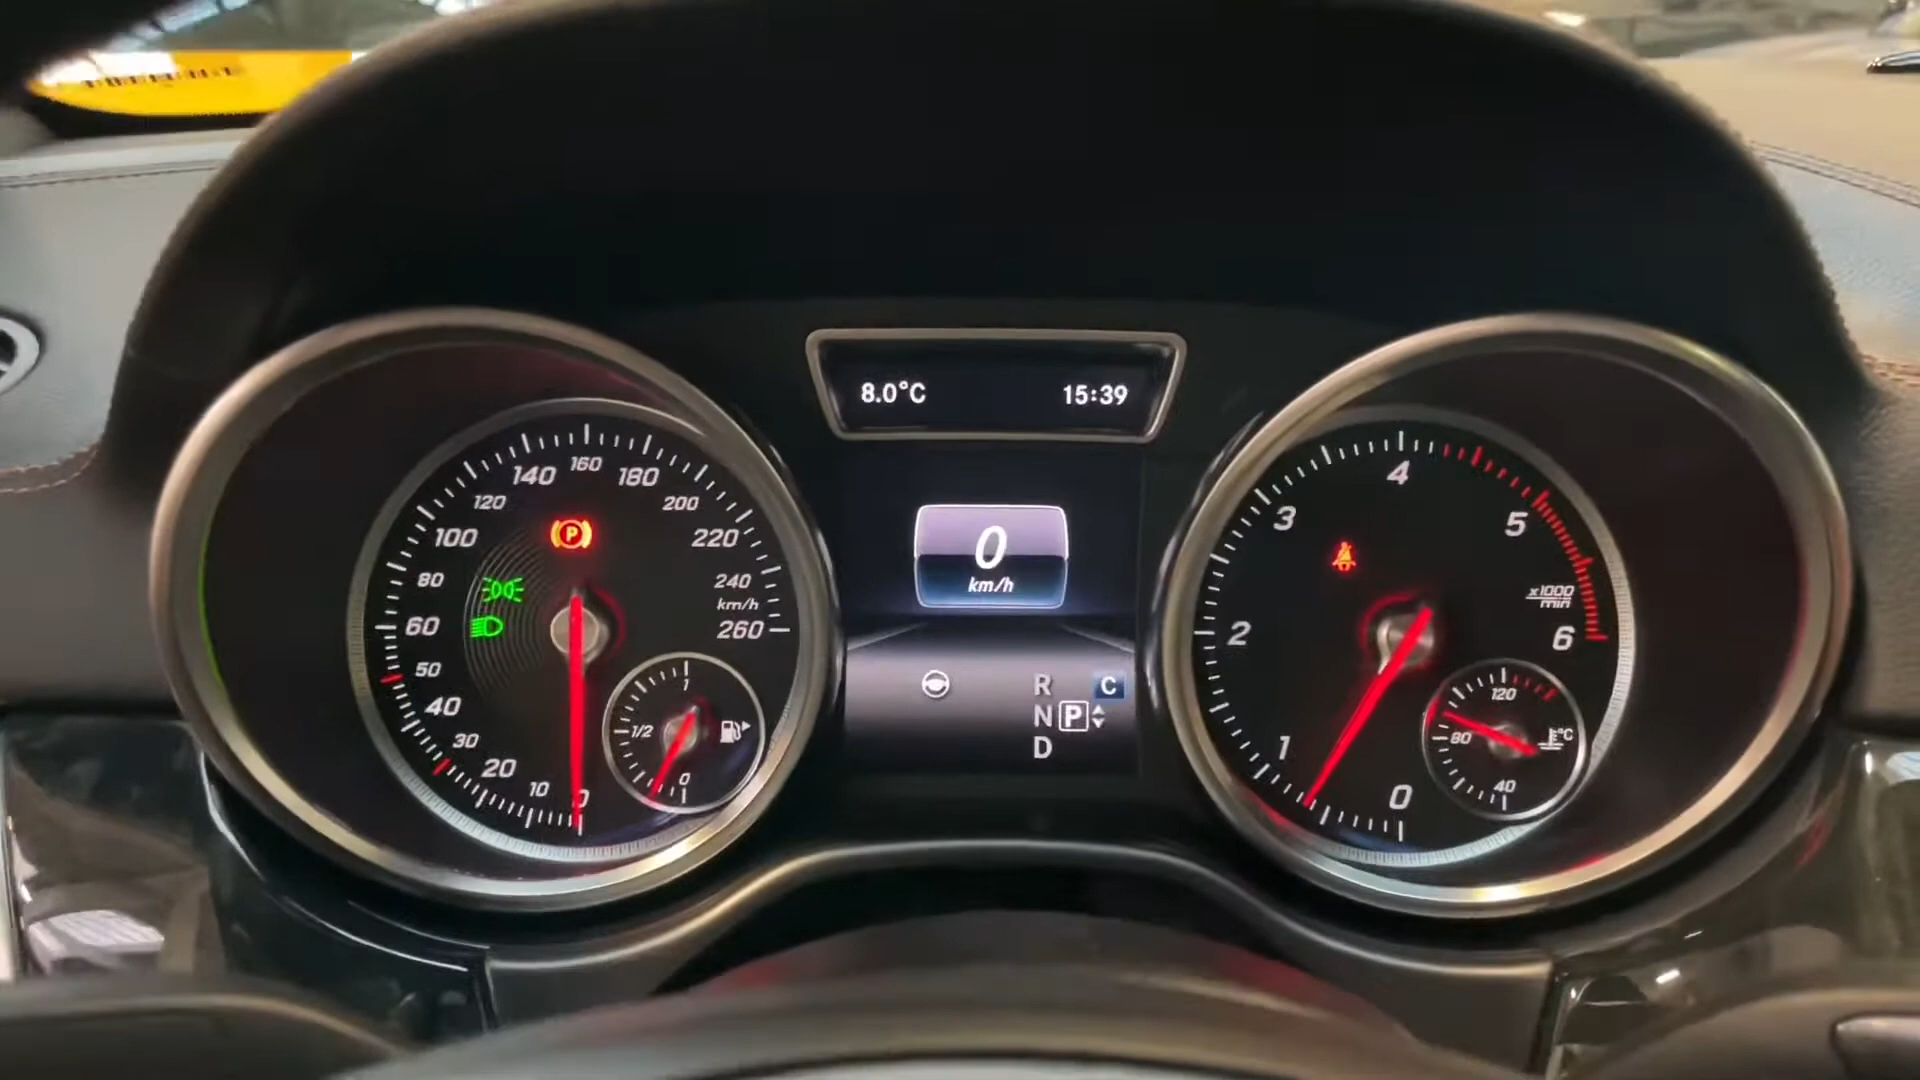 8.0°C 15:39
0
km/h
R C
N P
D
160
140 180
120 200
100 220
80 240
km/h
60 260
50
40
30
20
10
0
P
1
1/2
0
4
3 5
x1000
min
2 6
1
0
120
80 °C
40